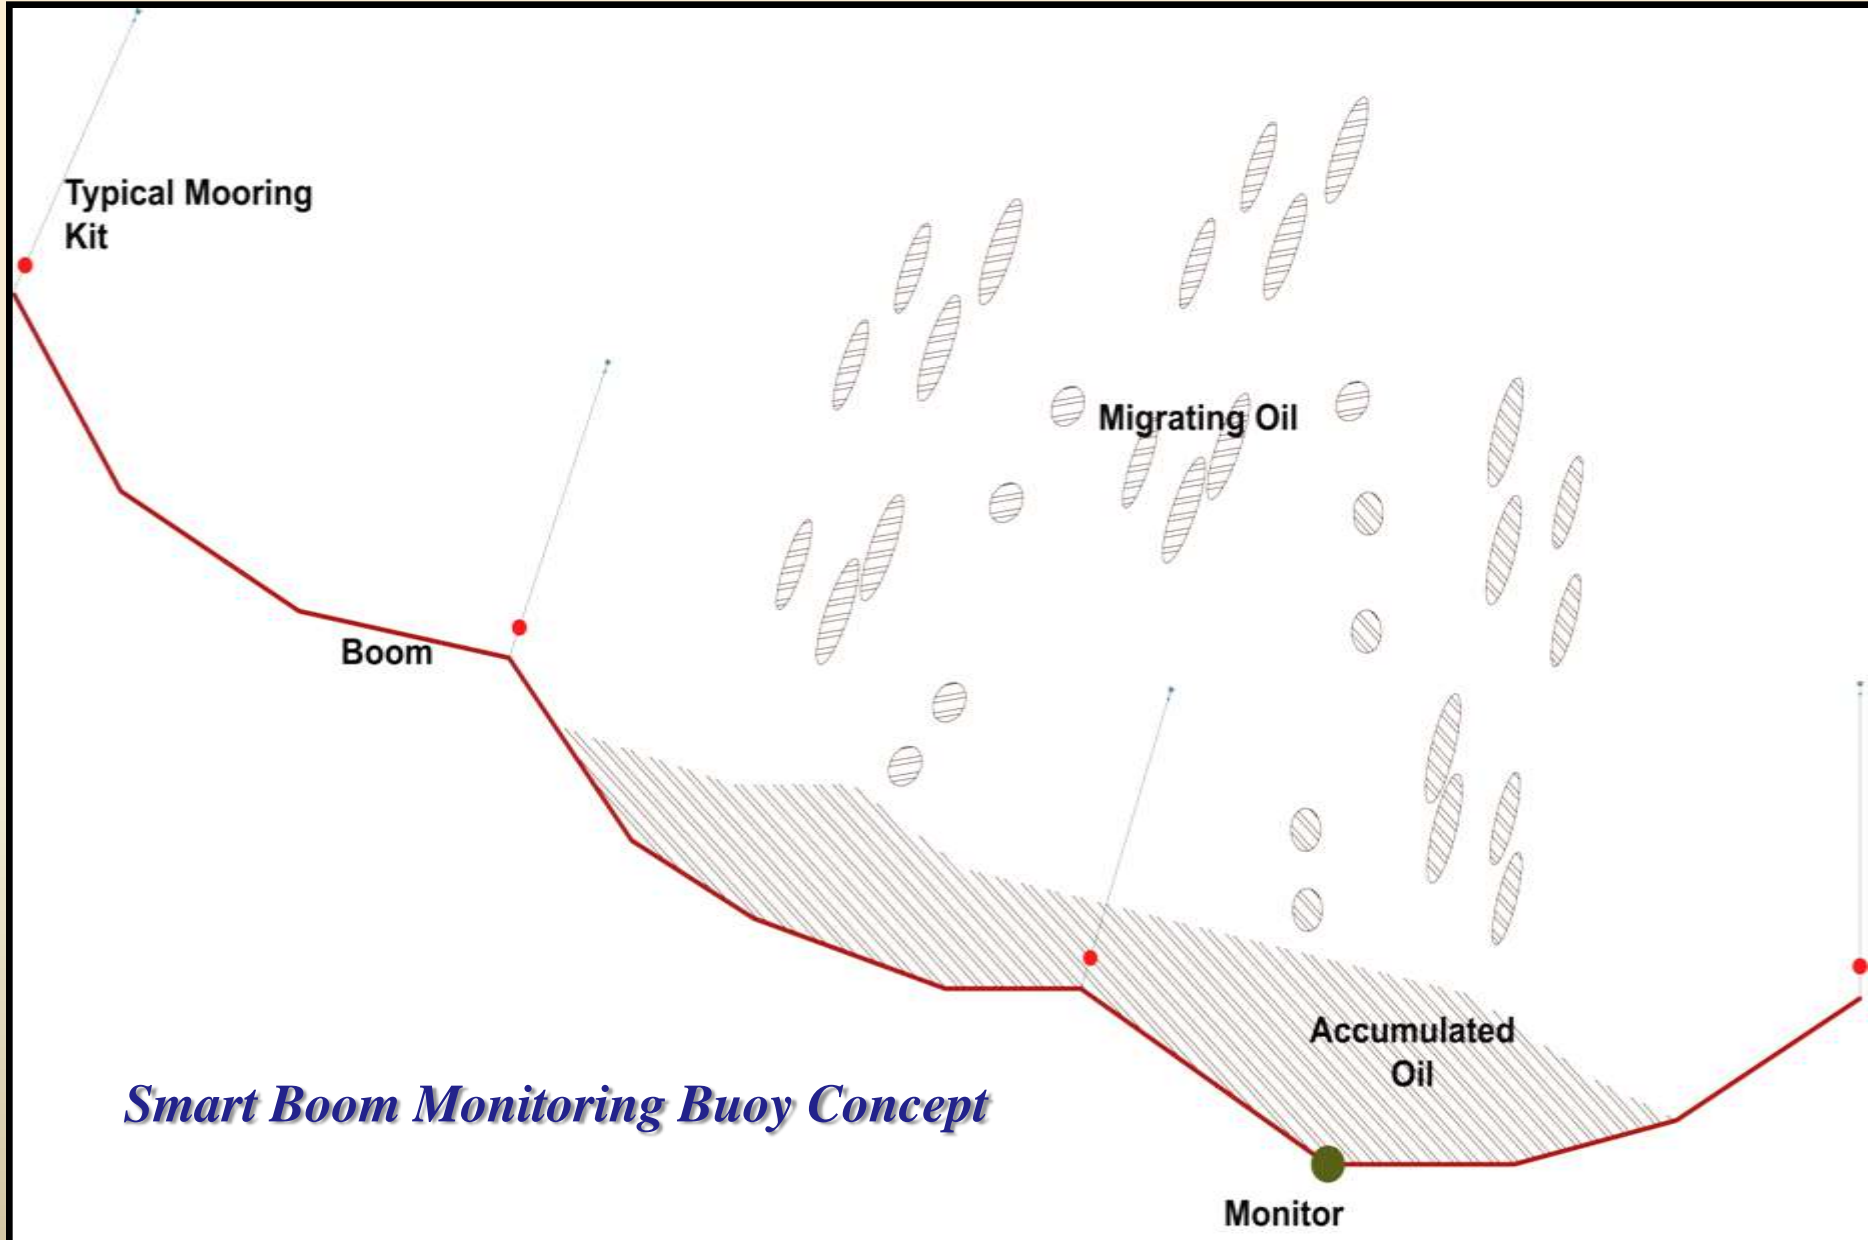 Typical Mooring
Kit
Migrating Oil
Boom
Accumulated
Oil
Smart Boom Monitoring Buoy Concept
Monitor